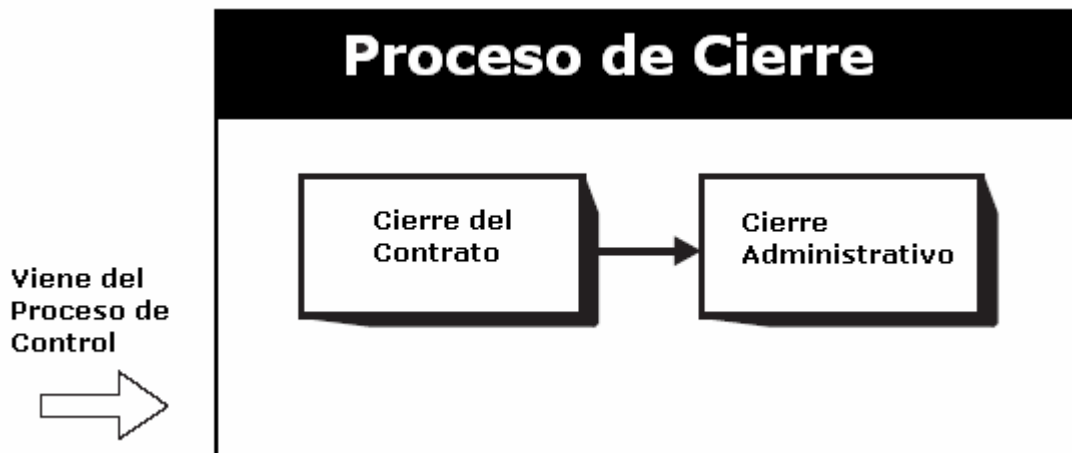 Proceso de Cierre
Cierre del
Contrato
Cierre
Administrativo
Viene del
Proceso de
Control